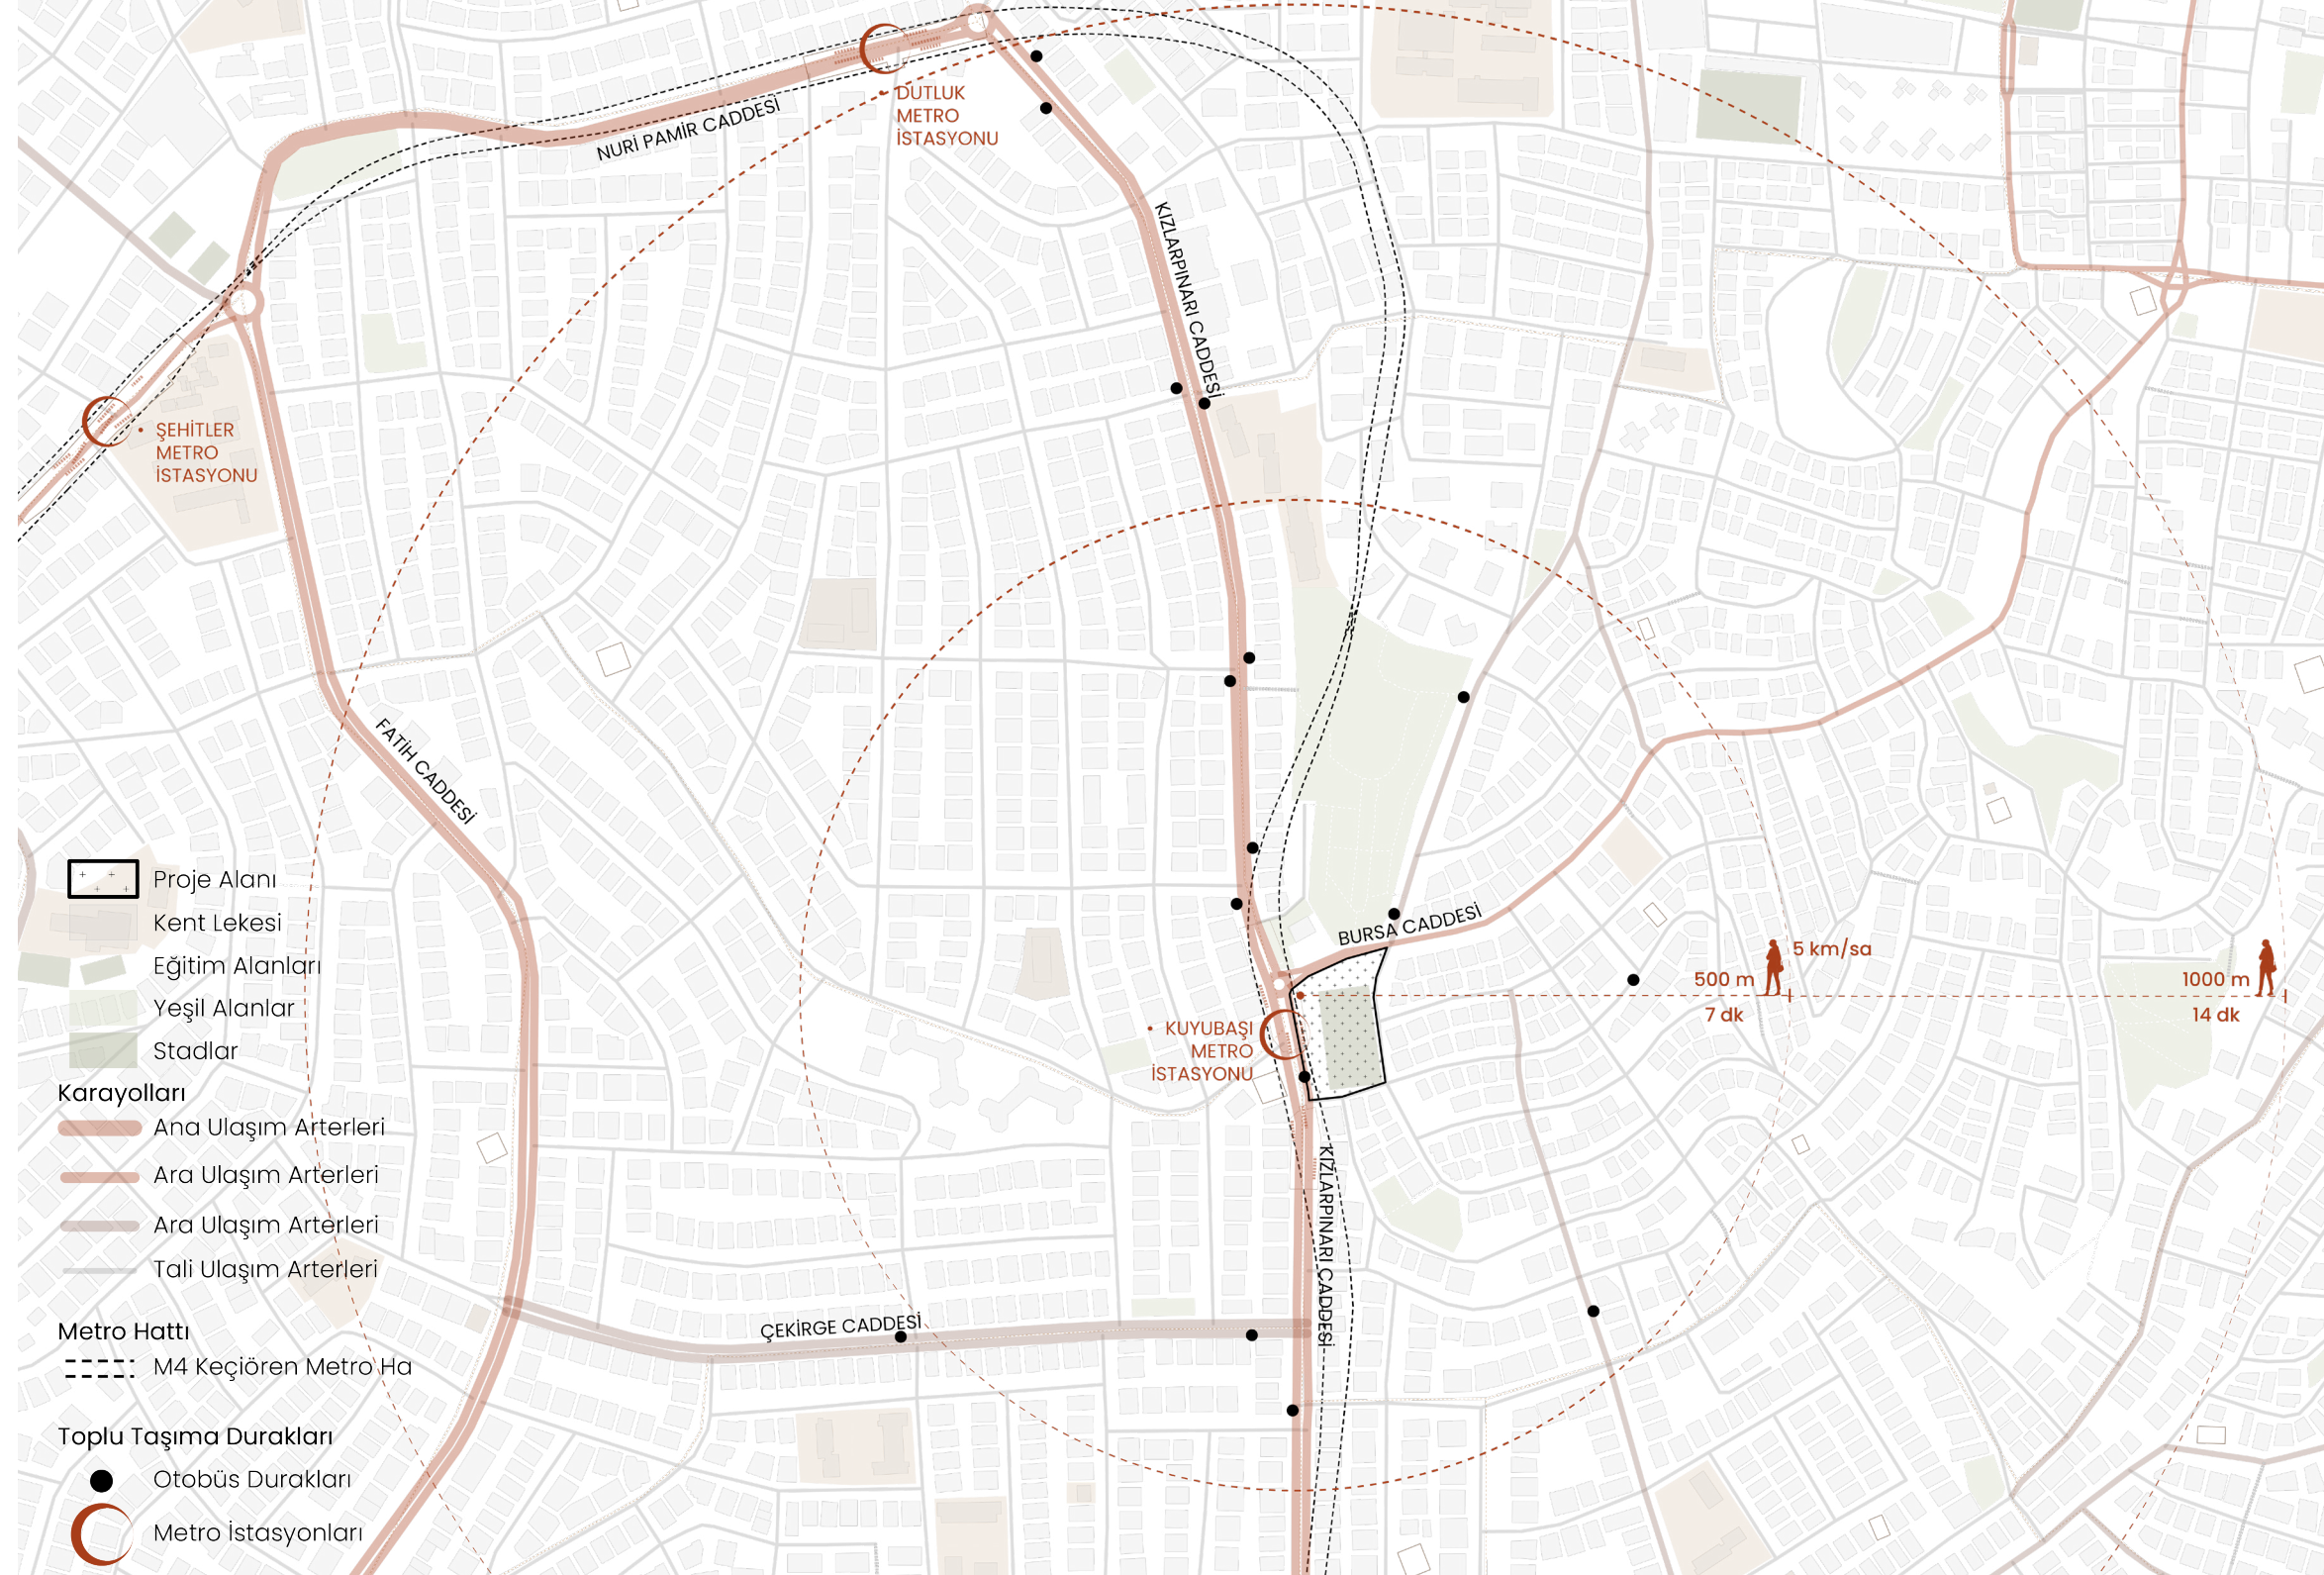 DUTLUK
METRO
İSTASYONU
NURİ PAMİR CADDESİ
KIZLARPINARI CADDESİ
ŞEHİTLER
METRO
İSTASYONU
FATİH CADDESİ
BURSA CADDESİ
5 km/sa
500 m
7 dk
1000 m
14 dk
KUYUBAŞI
METRO
İSTASYONU
KIZLARPINARI CADDESİ
ÇEKİRGE CADDESİ
Proje Alanı
Kent Lekesi
Eğitim Alanları
Yeşil Alanlar
Stadlar
Karayolları
Ana Ulaşım Arterleri
Ara Ulaşım Arterleri
Ara Ulaşım Arterleri
Tali Ulaşım Arterleri
Metro Hattı
M4 Keçiören Metro Ha
Toplu Taşıma Durakları
Otobüs Durakları
Metro İstasyonları